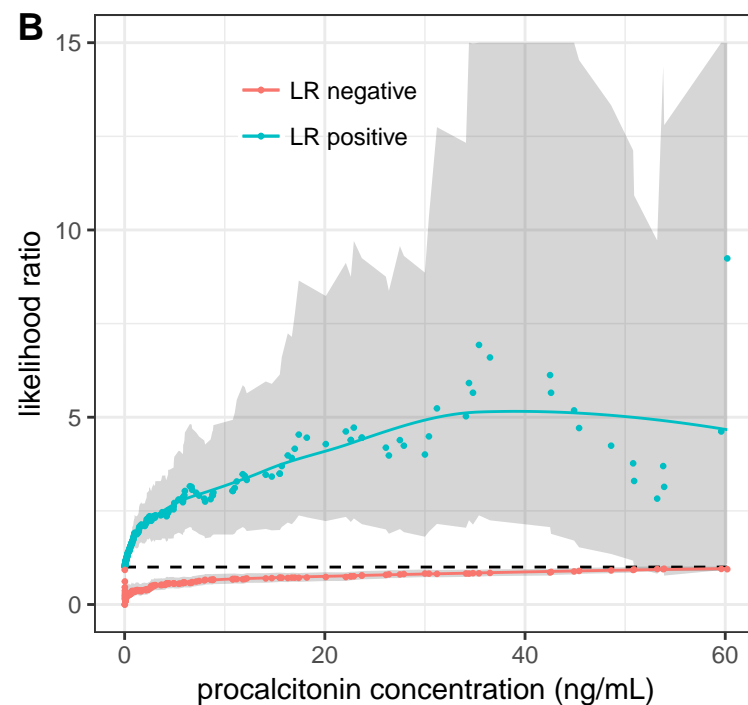 B
15
10
5
0
LR negative
LR positive
likelihood ratio
0 20 40 60
procalcitonin concentration (ng/mL)